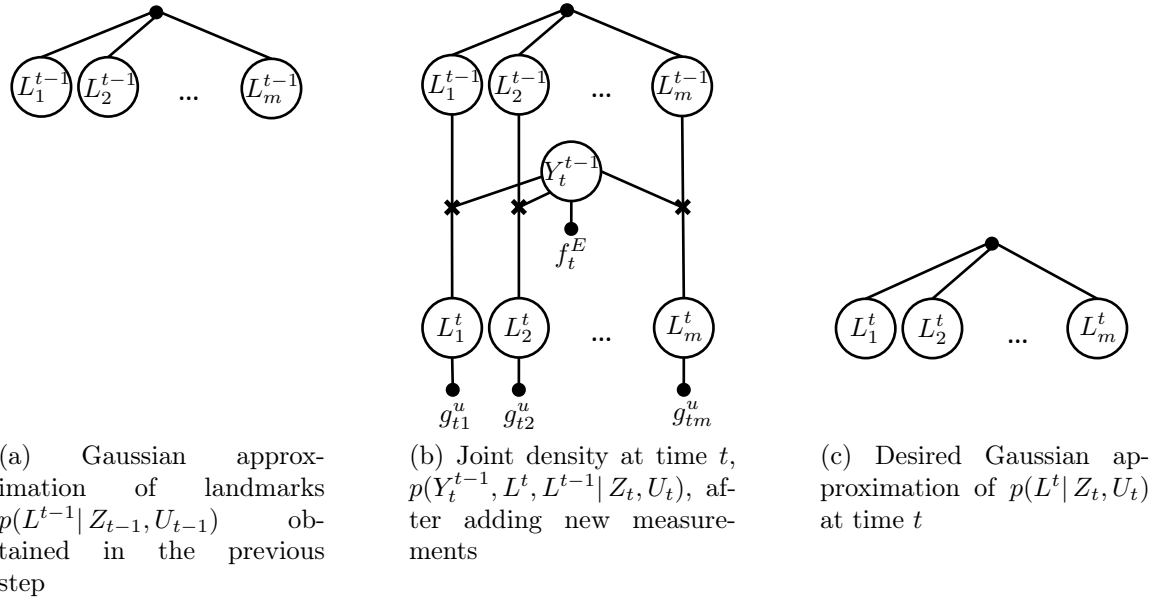 L_1^{t-1} L_2^{t-1} ... L_m^{t-1}
L_1^{t-1} L_2^{t-1} ... L_m^{t-1}
Y_t^{t-1}
f_t^E
L_1^t L_2^t ... L_m^t
g_{t1}^u g_{t2}^u g_{tm}^u
L_1^t L_2^t ... L_m^t
(a) Gaussian approx-
imation of landmarks
p(L^{t-1}| Z_{t-1}, U_{t-1}) ob-
tained in the previous
step
(b) Joint density at time t,
p(Y_t^{t-1}, L^t, L^{t-1}| Z_t, U_t), af-
ter adding new measure-
ments
(c) Desired Gaussian ap-
proximation of p(L^t| Z_t, U_t)
at time t